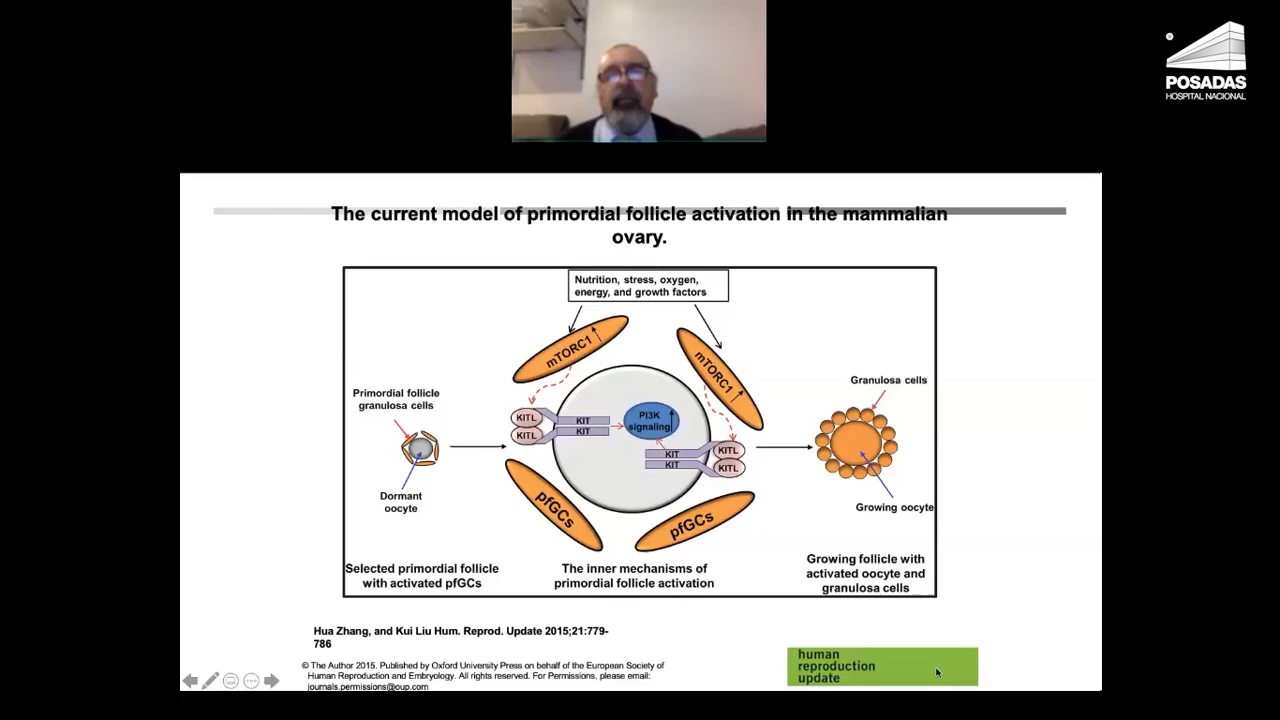 POSADAS
HOSPITAL NACIONAL
The current model of primordial follicle activation in the mammalian
ovary.
Nutrition, stress, oxygen,
energy, and growth factors
mTORC1
mTORC1
Primordial follicle
granulosa cells
Granulosa cells
KITL
KITL
KIT
KIT
PI3K
signaling
KIT
KIT
KITL
KITL
Dormant
oocyte
pfGCs
pfGCs
Growing oocyte
Selected primordial follicle
with activated pfGCs
The inner mechanisms of
primordial follicle activation
Growing follicle with
activated oocyte and
granulosa cells
Hua Zhang, and Kui Liu Hum. Reprod. Update 2015;21:779-
786
© The Author 2015. Published by Oxford University Press on behalf of the European Society of
Human Reproduction and Embryology. All rights reserved. For Permissions, please email:
journals.permissions@oup.com
human
reproduction
update